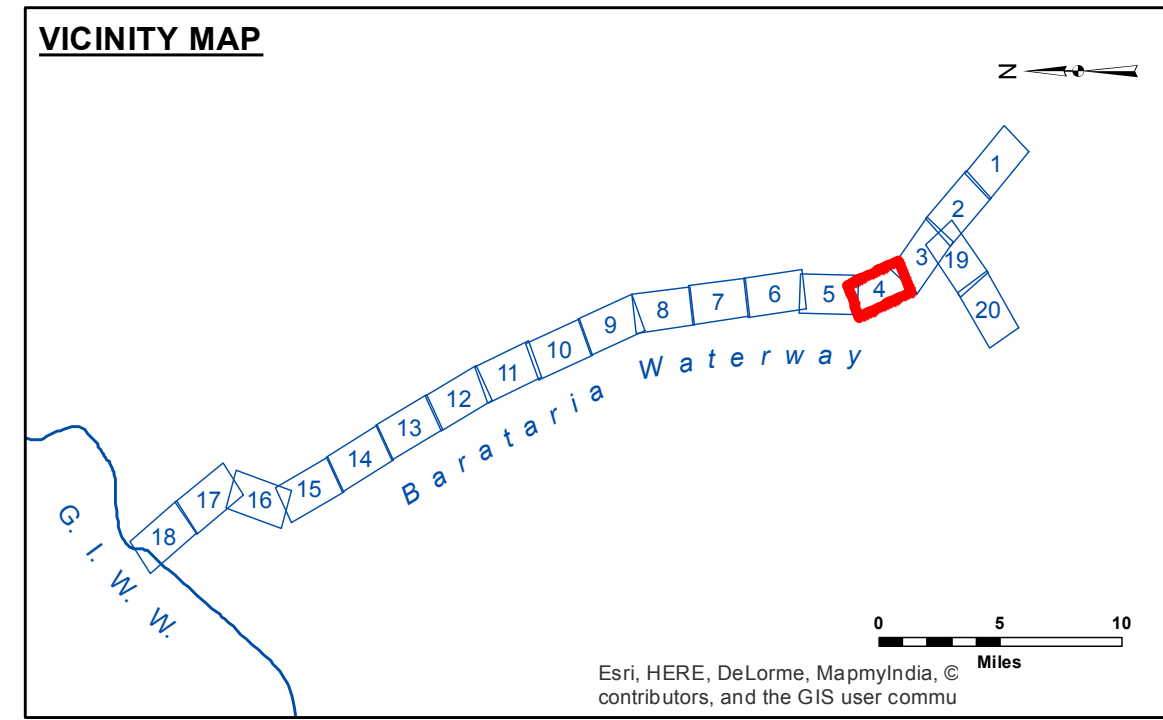 VICINITY MAP
N
1
2
3
19
4
5
6
7
8
20
9
10
11
12
13
14
15
16
17
18
Barataria Waterway
G. I. W. W.
0 5 10
Miles
Esri, HERE, DeLorme, MapmyIndia, ©
contributors, and the GIS user commu